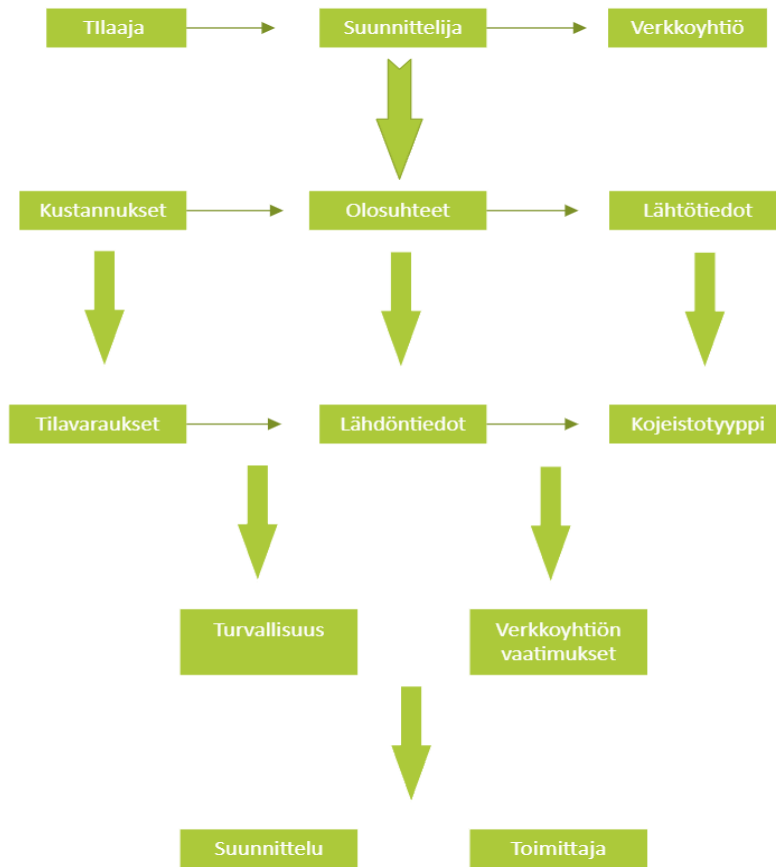 TIlaaja
Suunnittelija
Verkkoyhtiö
Kustannukset
Olosuhteet
Lähtötiedot
Tilavaraukset
Lähdöntiedot
Kojeistotyyppi
Turvallisuus
Verkkoyhtiön
vaatimukset
Suunnittelu
Toimittaja